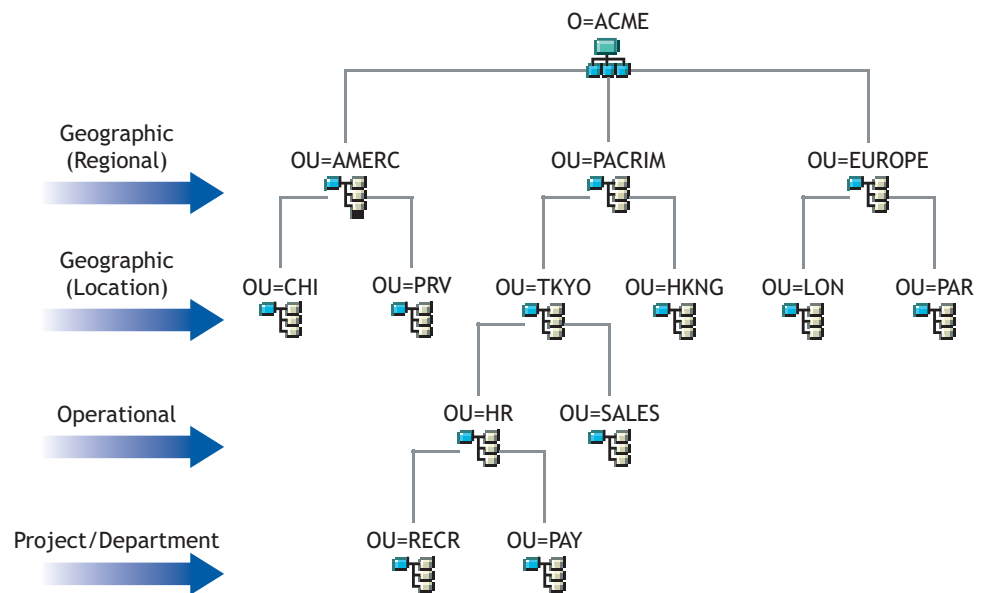 O=ACME
Geographic
(Regional)
OU=AMERC
OU=PACRIM
OU=EUROPE
Geographic
(Location)
OU=CHI
OU=PRV
OU=TKYO
OU=HKNG
OU=LON
OU=PAR
Operational
OU=HR
OU=SALES
Project/Department
OU=RECR
OU=PAY